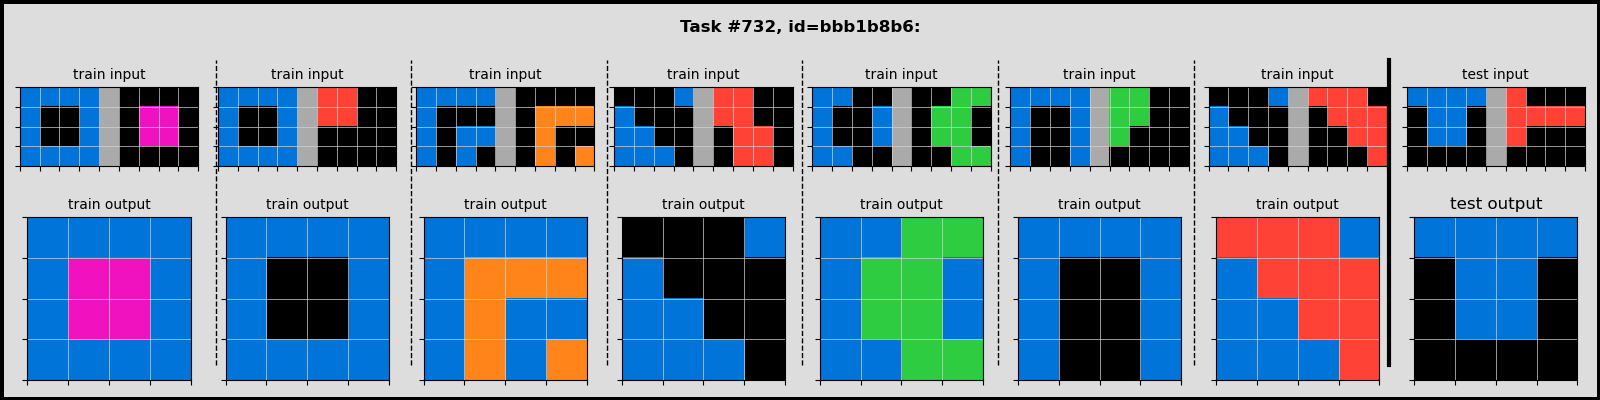 Task #732, id=bbb1b8b6:
train input train input train input train input train input train input train input test input
train output train output train output train output train output train output train output test output